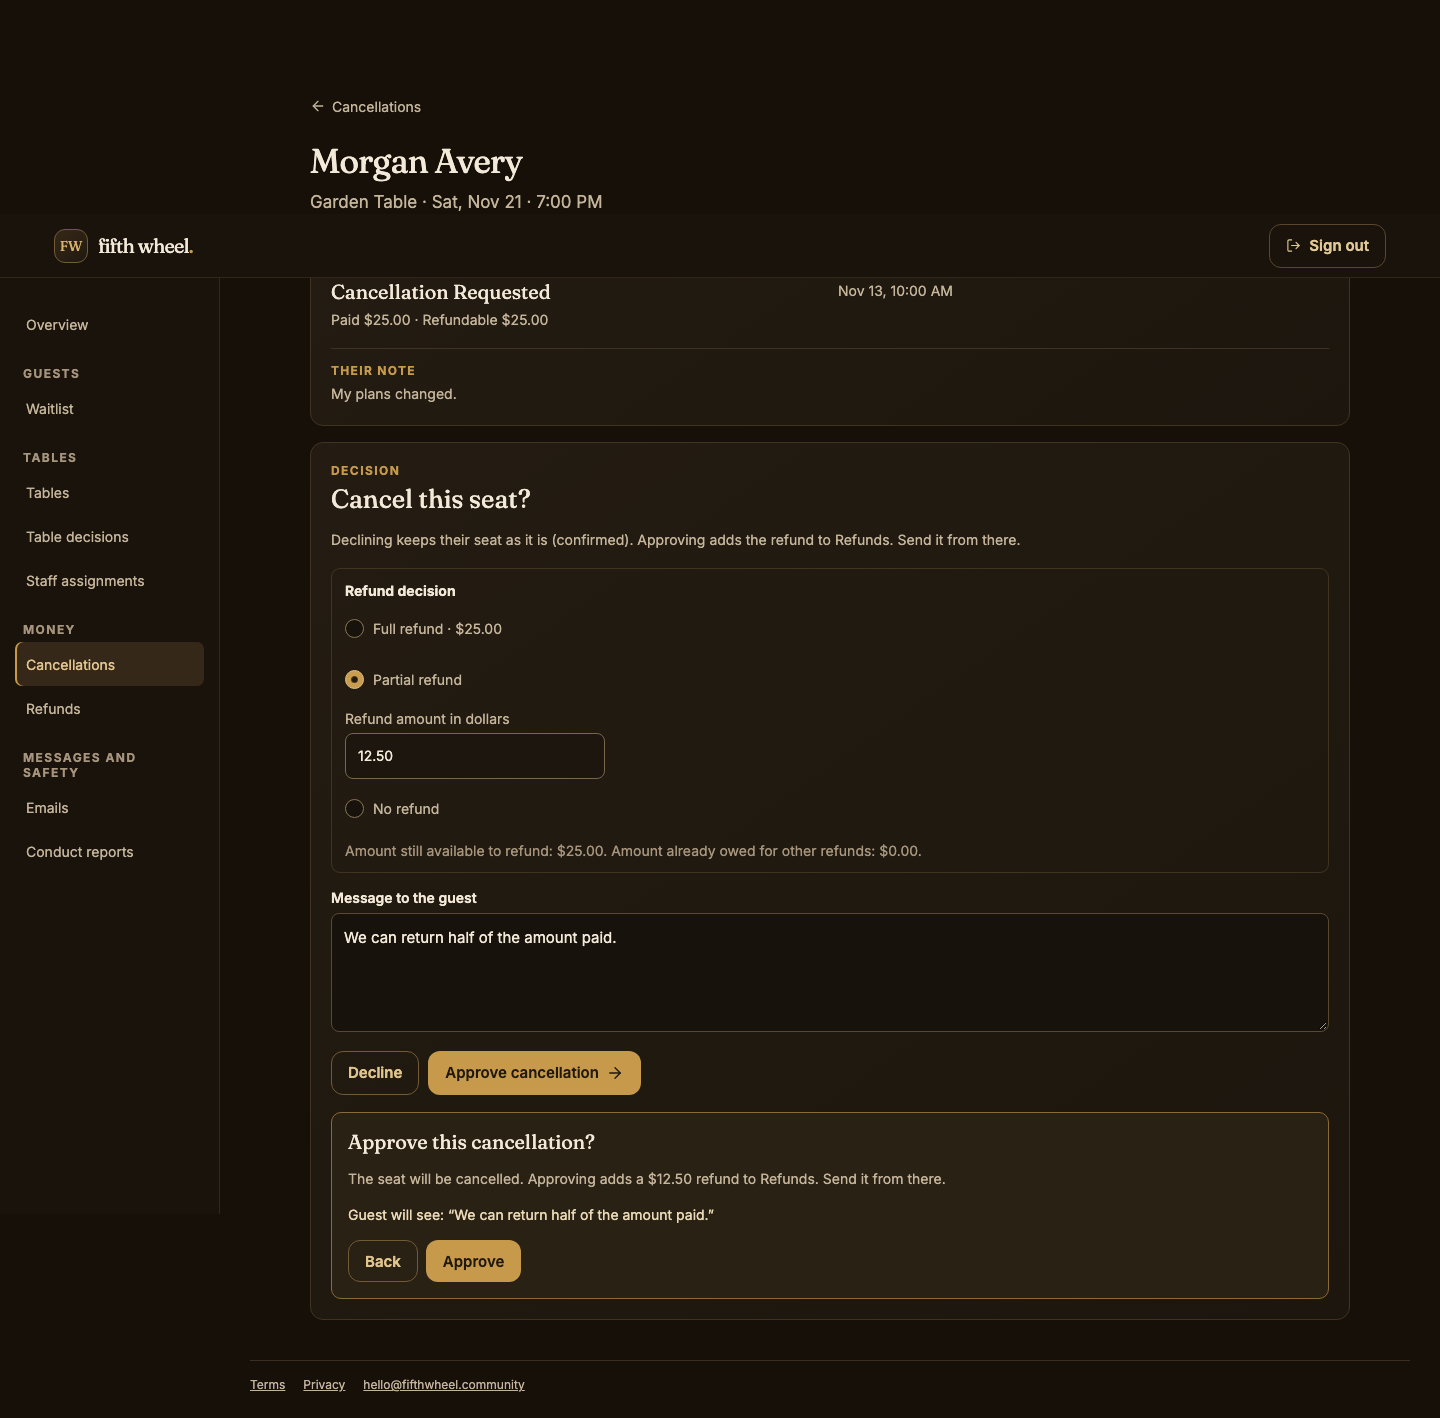 Cancellations
Morgan Avery
Garden Table · Sat, Nov 21 · 7:00 PM
FW fifth wheel.
Sign out
Overview
GUESTS
Waitlist
TABLES
Tables
Table decisions
Staff assignments
MONEY
Cancellations
Refunds
MESSAGES AND
SAFETY
Emails
Conduct reports
Cancellation Requested
Nov 13, 10:00 AM
Paid $25.00 · Refundable $25.00
THEIR NOTE
My plans changed.
DECISION
Cancel this seat?
Declining keeps their seat as it is (confirmed). Approving adds the refund to Refunds. Send it from there.
Refund decision
Full refund · $25.00
Partial refund
Refund amount in dollars
12.50
No refund
Amount still available to refund: $25.00. Amount already owed for other refunds: $0.00.
Message to the guest
We can return half of the amount paid.
Decline
Approve cancellation
Approve this cancellation?
The seat will be cancelled. Approving adds a $12.50 refund to Refunds. Send it from there.
Guest will see: “We can return half of the amount paid.”
Back
Approve
Terms
Privacy
hello@fifthwheel.community